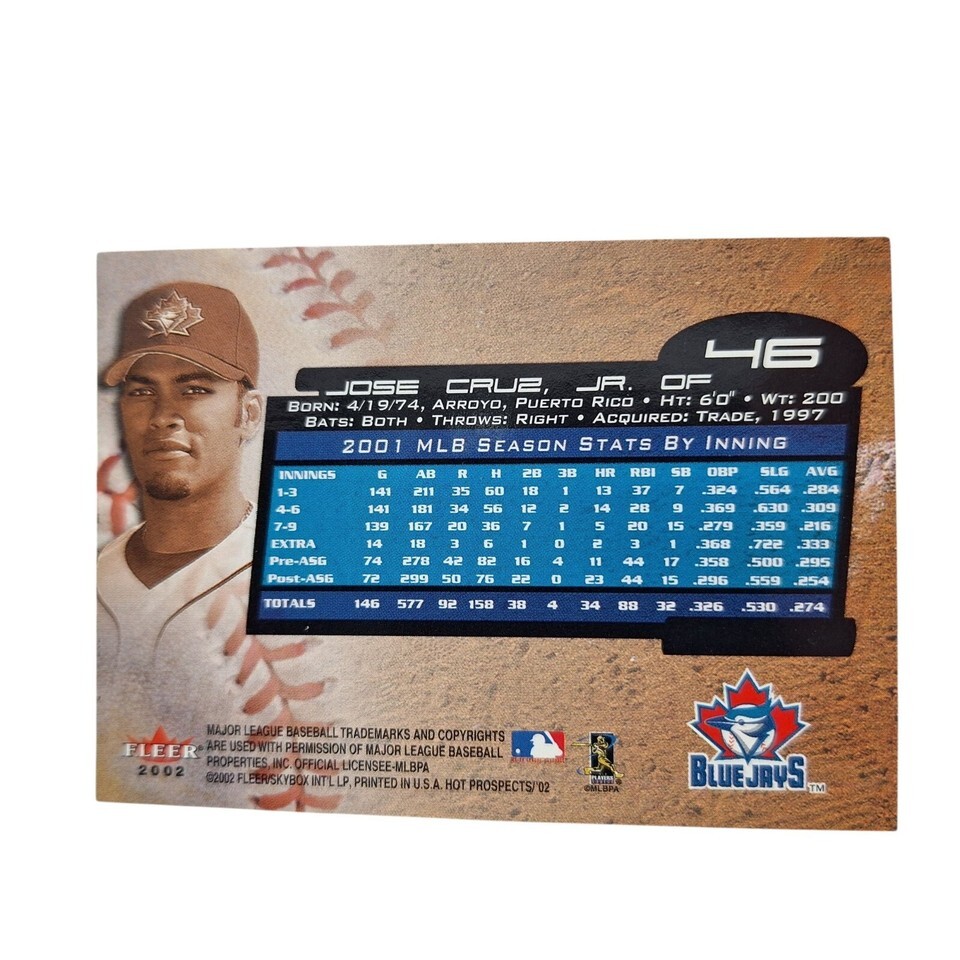 46
JOSE CRUZ, JR. OF
BORN: 4/19/74, ARROYO, PUERTO RICO • HT: 6'0" • WT: 200
BATS: BOTH • THROWS: RIGHT • ACQUIRED: TRADE, 1997
2001 MLB SEASON STATS BY INNING
INNINGS G AB R H 2B 3B HR RBI SB OBP SLG AVG
1-3 141 211 35 60 18 1 13 37 7 .324 .564 .284
4-6 141 181 34 56 12 2 14 28 9 .369 .630 .309
7-9 139 167 20 36 7 1 5 20 15 .279 .359 .216
EXTRA 14 18 3 6 1 0 2 3 1 .368 .722 .333
Pre-ASG 74 278 42 82 16 4 11 44 17 .358 .500 .295
Post-ASG 72 299 50 76 22 0 23 44 15 .296 .559 .254
TOTALS 146 577 92 158 38 4 34 88 32 .326 .530 .274
FLEER®
2002
MAJOR LEAGUE BASEBALL TRADEMARKS AND COPYRIGHTS
ARE USED WITH PERMISSION OF MAJOR LEAGUE BASEBALL
PROPERTIES, INC. OFFICIAL LICENSEE-MLBPA
©2002 FLEER/SKYBOX INT'L LP, PRINTED IN U.S.A. HOT PROSPECTS/'02
PLAYERS
©MLBPA
BLUE JAYS TM